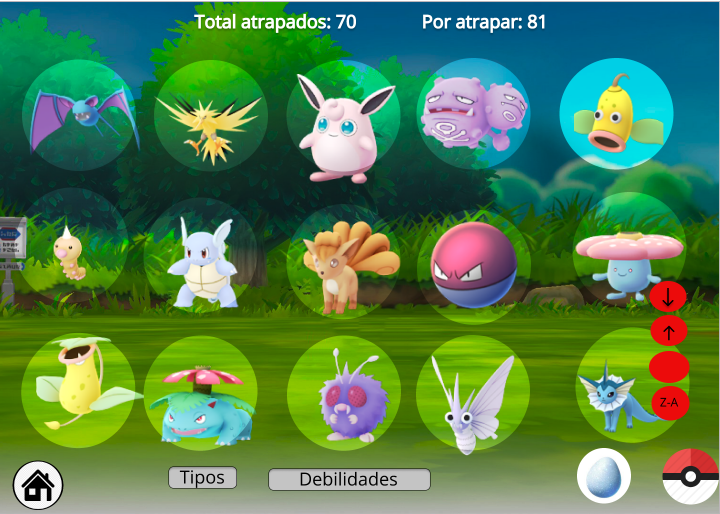 Total atrapados: 70
Por atrapar: 81
↓
↑
Z-A
Tipos
Debilidades